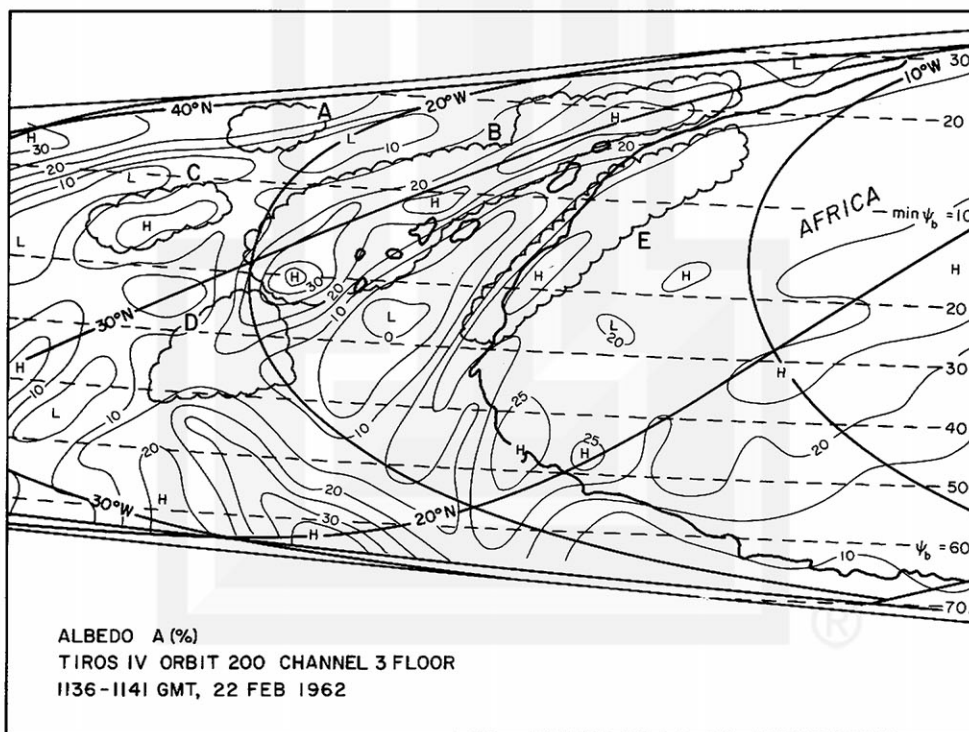 30
L
10°W
40°N
20°W
A
H
B
20
H
30
L
10
20
20
10
L
C
20
AFRICA
min ψb = 10
H
H
L
E
H
30
H
H
20
20
30°N
D
L
0
L
20
30
H
H
10
L
25
40
10
H
25
H
20
20
50
30°W
H
20
20°N
30
H
ψb = 60
10
70
ALBEDO A (%)
TIROS IV ORBIT 200 CHANNEL 3 FLOOR
1136-1141 GMT, 22 FEB 1962
®